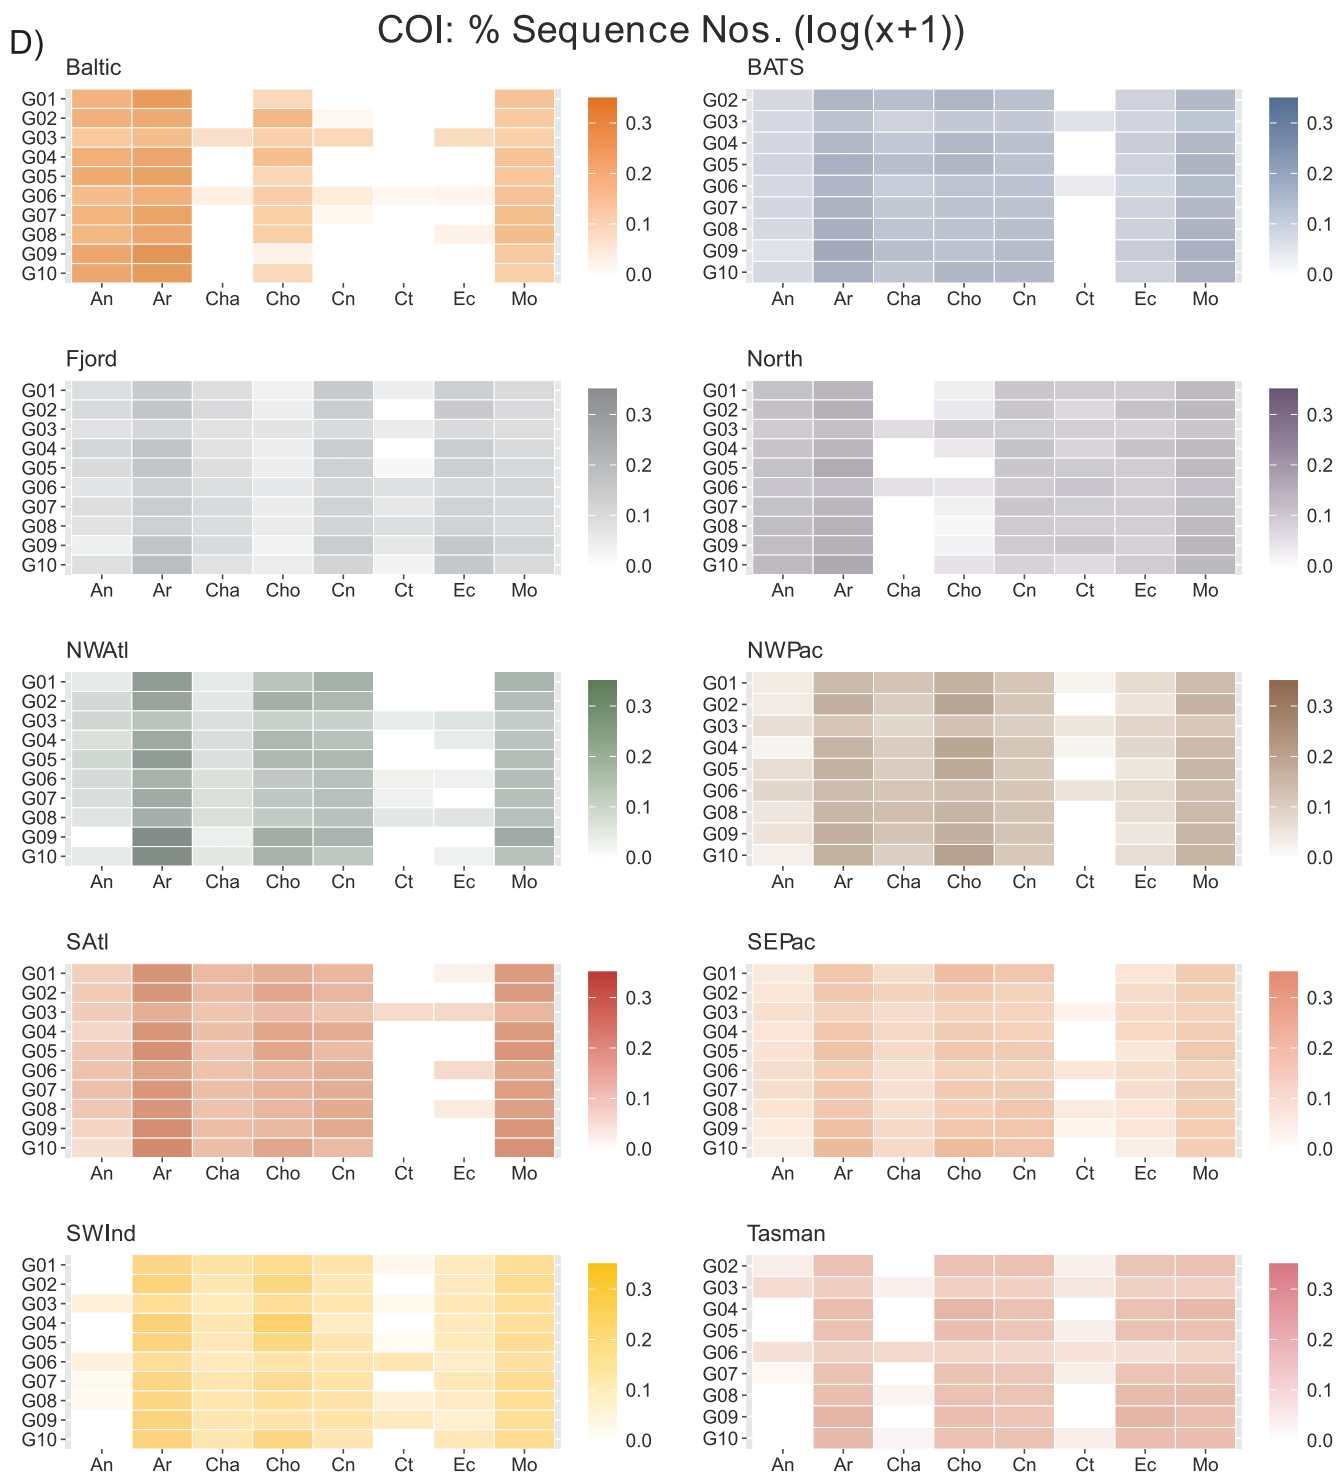 D)
COI: % Sequence Nos. (log(x+1))
Baltic
G01
G02
G03
G04
G05
G06
G07
G08
G09
G10
An Ar Cha Cho Cn Ct Ec Mo
0.3
0.2
0.1
0.0
BATS
G02
G03
G04
G05
G06
G07
G08
G09
G10
An Ar Cha Cho Cn Ct Ec Mo
0.3
0.2
0.1
0.0
Fjord
G01
G02
G03
G04
G05
G06
G07
G08
G09
G10
An Ar Cha Cho Cn Ct Ec Mo
0.3
0.2
0.1
0.0
North
G01
G02
G03
G04
G05
G06
G07
G08
G09
G10
An Ar Cha Cho Cn Ct Ec Mo
0.3
0.2
0.1
0.0
NWAtl
G01
G02
G03
G04
G05
G06
G07
G08
G09
G10
An Ar Cha Cho Cn Ct Ec Mo
0.3
0.2
0.1
0.0
NWPac
G01
G02
G03
G04
G05
G06
G08
G09
G10
An Ar Cha Cho Cn Ct Ec Mo
0.3
0.2
0.1
0.0
SAtl
G01
G02
G03
G04
G05
G06
G07
G08
G09
G10
An Ar Cha Cho Cn Ct Ec Mo
0.3
0.2
0.1
0.0
SEPac
G01
G02
G03
G04
G05
G06
G07
G08
G09
G10
An Ar Cha Cho Cn Ct Ec Mo
0.3
0.2
0.1
0.0
SWInd
G01
G02
G03
G04
G05
G06
G07
G08
G09
G10
An Ar Cha Cho Cn Ct Ec Mo
0.3
0.2
0.1
0.0
Tasman
G02
G03
G04
G05
G06
G07
G08
G09
G10
An Ar Cha Cho Cn Ct Ec Mo
0.3
0.2
0.1
0.0